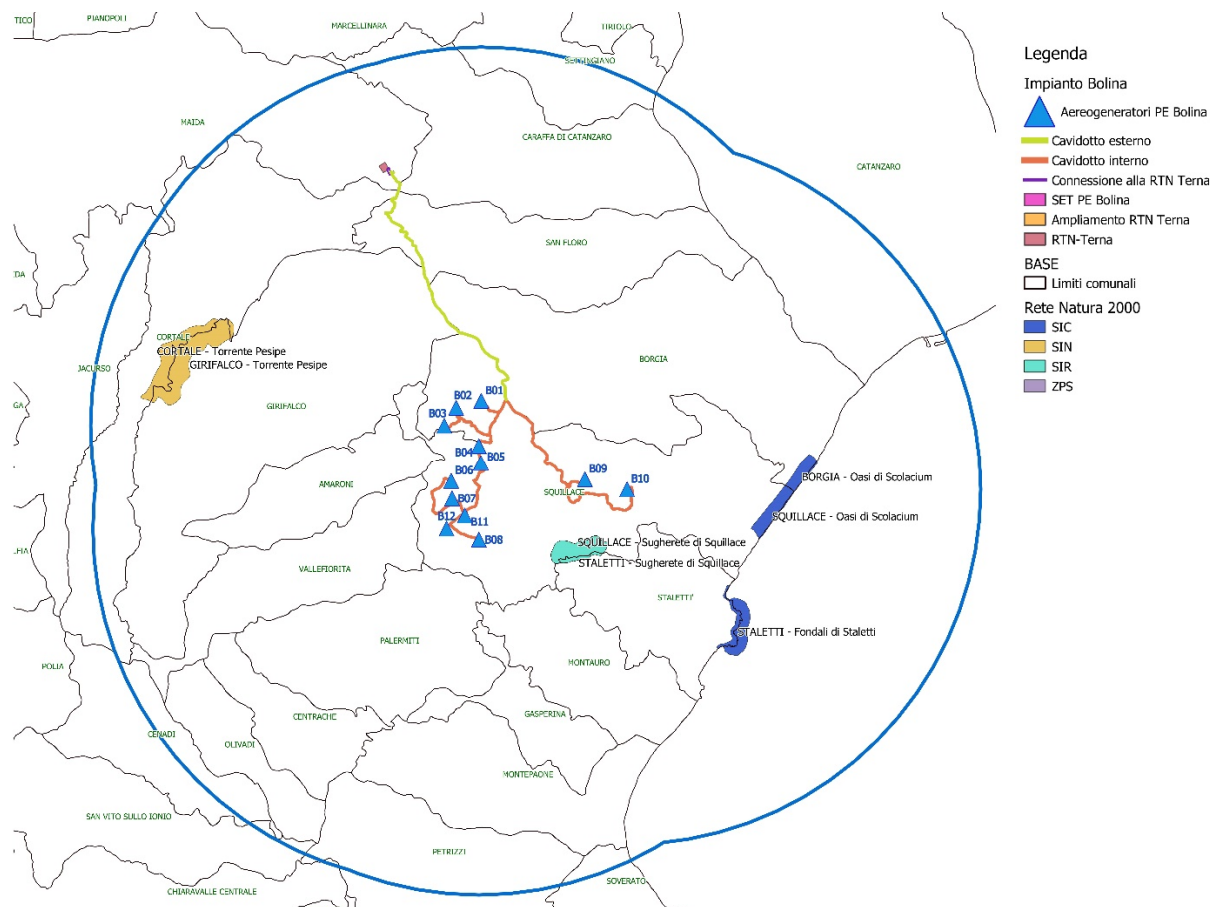 TICO
PIANOPOLI
MARCELLINARA
TIRIOLO
SETTINGIANO
MAIDA
CARAFFA DI CATANZARO
CATANZARO
SAN FLORO
IDA
CORTALE
CORTALE - Torrente Pesipe
GIRIFALCO - Torrente Pesipe
JACURSO
BORGIA
GA
GIRIFALCO
B02
B01
B03
B04
B05
B06
B09
B10
AMARONI
SQUILLACE
B07
B12
B11
B08
BORGIA - Oasi di Scolacium
SQUILLACE - Oasi di Scolacium
SQUILLACE - Sugherete di Squillace
STALETTI - Sugherete di Squillace
VALLEFIORITA
STALETTI'
STALETTI - Fondali di Staletti
PALERMITI
MONTAURO
POLIA
GASPERINA
CENTRACHE
CENADI
OLIVADI
MONTEPAONE
SAN VITO SULLO IONIO
PETRIZZI
CHIARAVALLE CENTRALE
SOVERATO
Legenda
Impianto Bolina
Aereogeneratori PE Bolina
Cavidotto esterno
Cavidotto interno
Connessione alla RTN Terna
SET PE Bolina
Ampliamento RTN Terna
RTN-Terna
BASE
Limiti comunali
Rete Natura 2000
SIC
SIN
SIR
ZPS